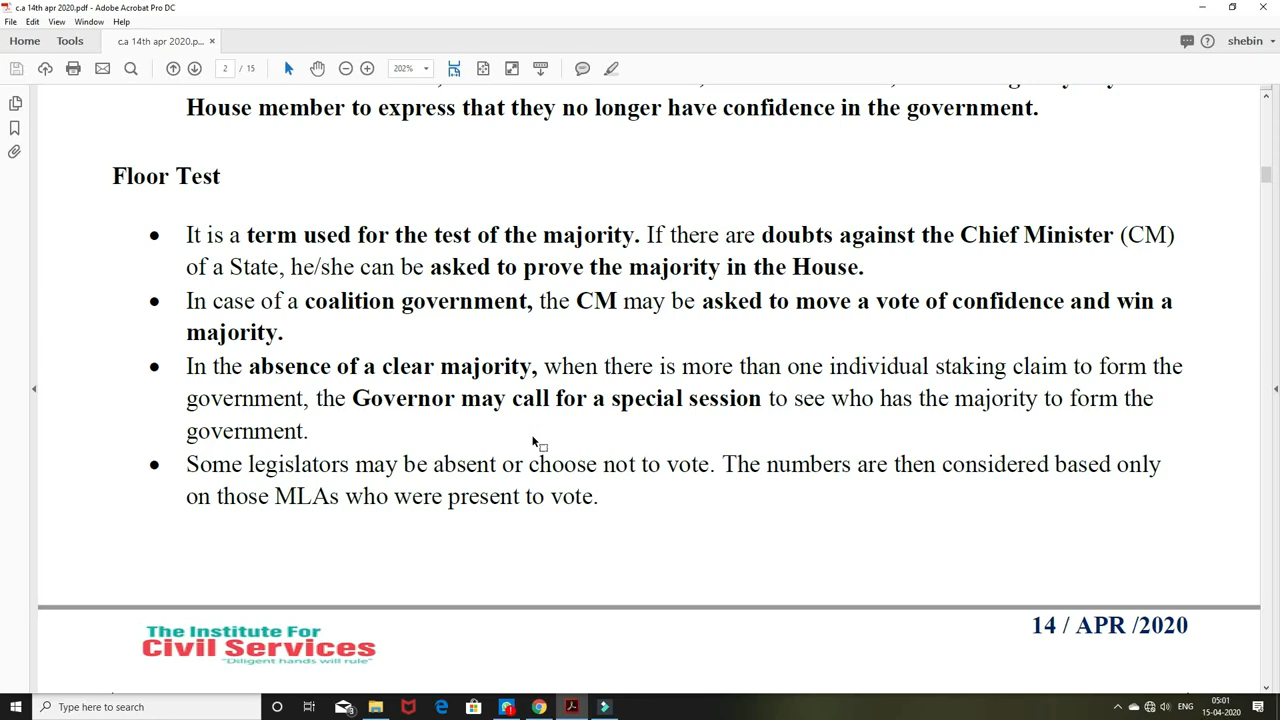 c.a 14th apr 2020.pdf - Adobe Acrobat Pro DC
File Edit View Window Help
Home Tools c.a 14th apr 2020.p... × shebin
2 / 15 202%
House member to express that they no longer have confidence in the government.
Floor Test
• It is a term used for the test of the majority. If there are doubts against the Chief Minister (CM)
of a State, he/she can be asked to prove the majority in the House.
• In case of a coalition government, the CM may be asked to move a vote of confidence and win a
majority.
• In the absence of a clear majority, when there is more than one individual staking claim to form the
government, the Governor may call for a special session to see who has the majority to form the
government.
• Some legislators may be absent or choose not to vote. The numbers are then considered based only
on those MLAs who were present to vote.
The Institute For
Civil Services
"Diligent hands will rule"
14 / APR /2020
Type here to search
ENG
05:01
15-04-2020